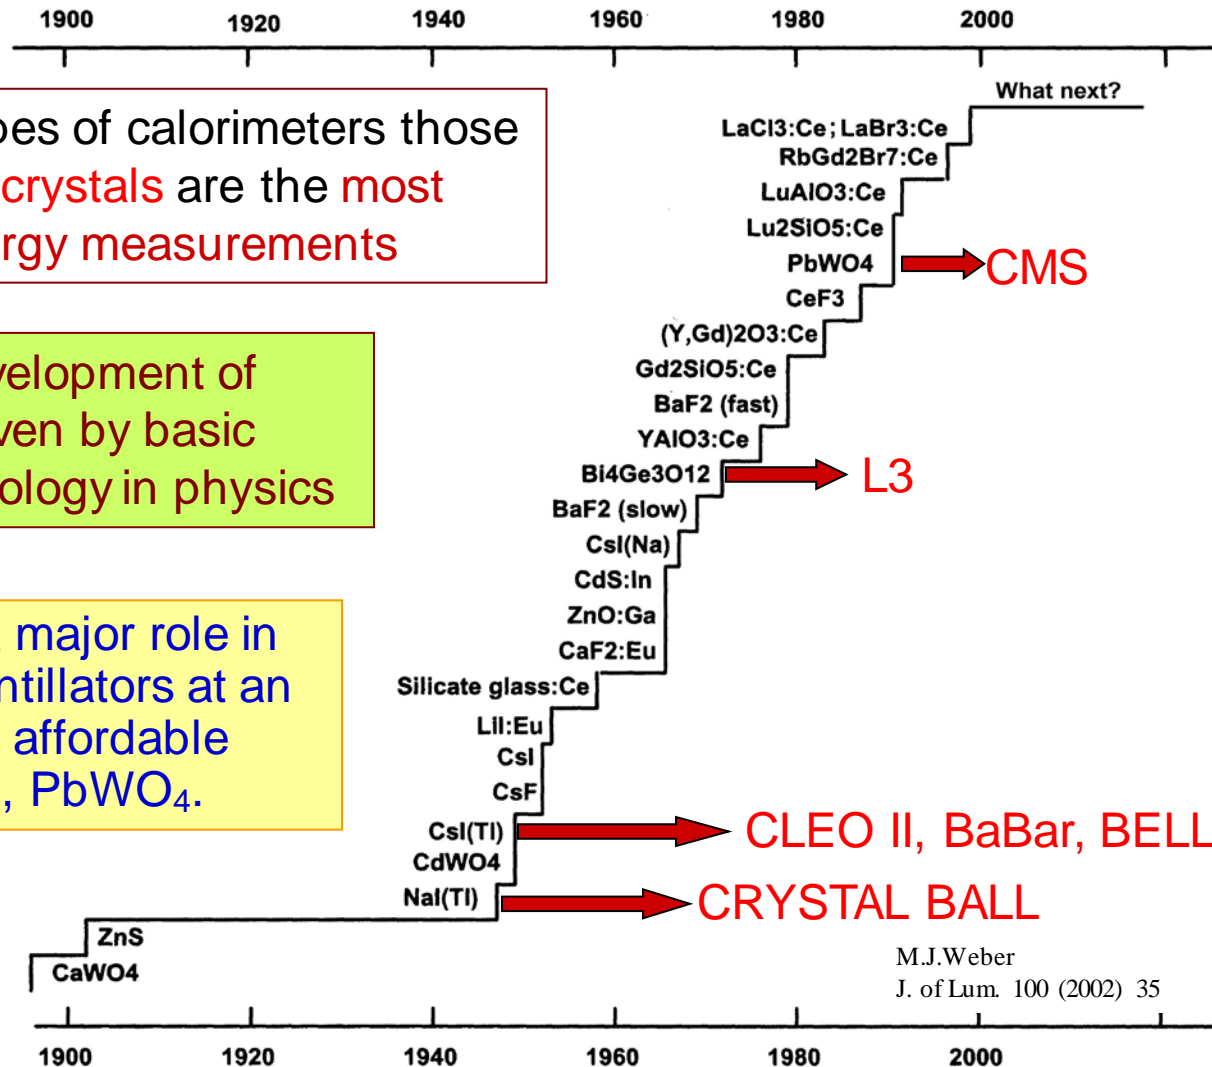 1900 1920 1940 1960 1980 2000
What next?
LaCl3:Ce; LaBr3:Ce
RbGd2Br7:Ce
LuAlO3:Ce
Lu2SiO5:Ce
PbWO4 CMS
CeF3
(Y,Gd)2O3:Ce
Gd2SiO5:Ce
BaF2 (fast)
YAlO3:Ce
Bi4Ge3O12 L3
BaF2 (slow)
CsI(Na)
CdS:In
ZnO:Ga
CaF2:Eu
Silicate glass:Ce
LiI:Eu
CsI
CsF
CsI(Tl) CLEO II, BaBar, BELL
CdWO4
NaI(Tl) CRYSTAL BALL
ZnS
CaWO4
pes of calorimeters those
crystals are the most
rgy measurements
velopment of
ven by basic
ology in physics
major role in
ntillators at an
affordable
, PbWO₄.
M.J.Weber
J. of Lum. 100 (2002) 35
1900 1920 1940 1960 1980 2000